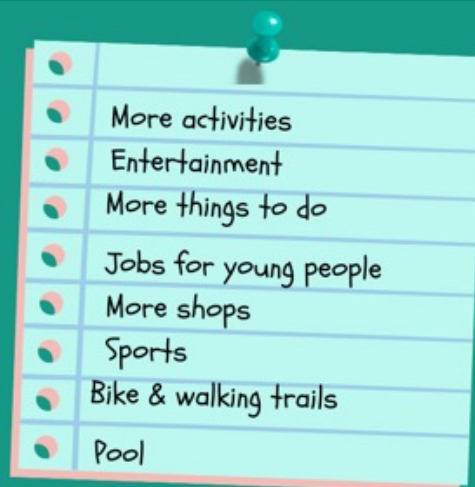 More activities
Entertainment
More things to do
Jobs for young people
More shops
Sports
Bike & walking trails
Pool